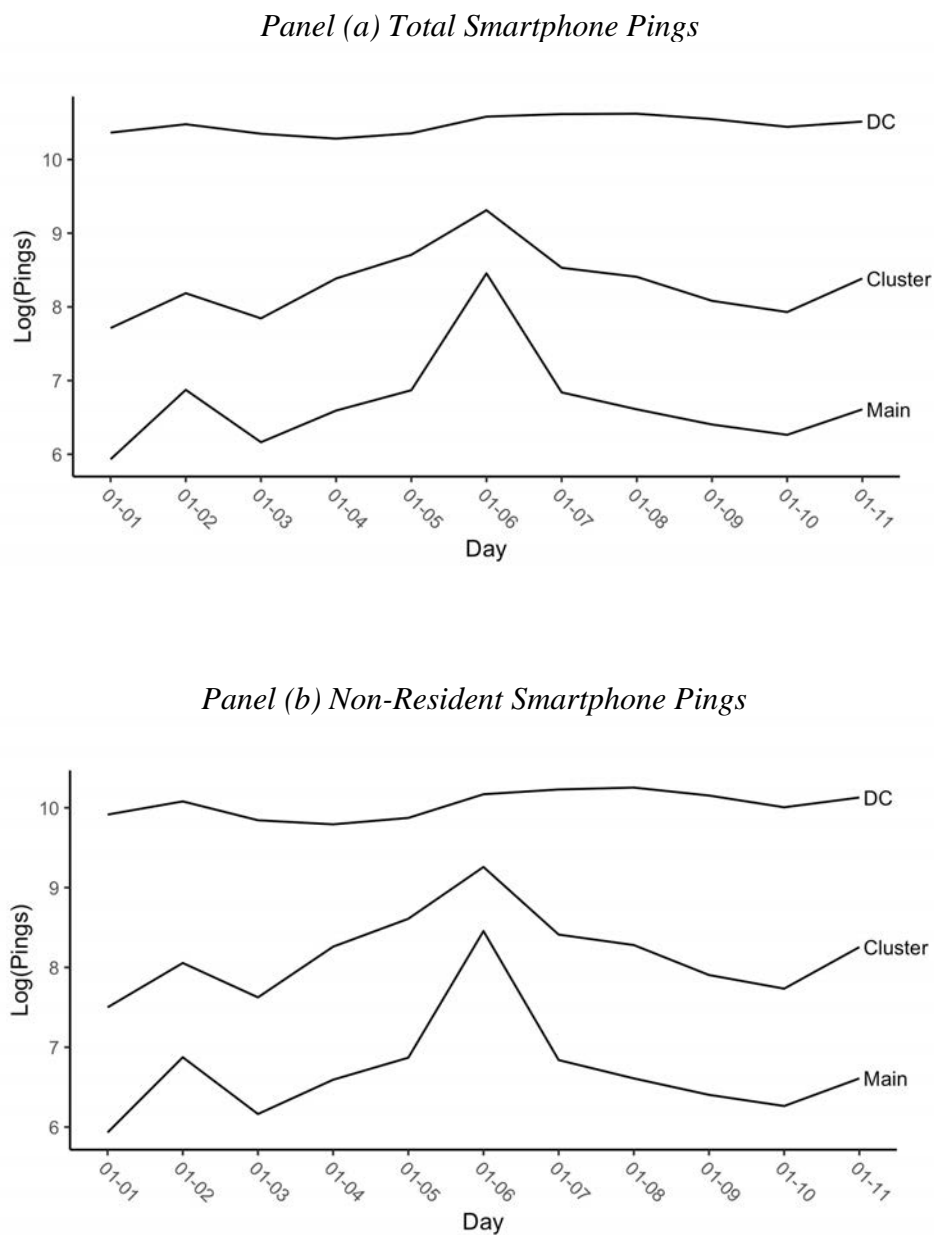 Panel (a) Total Smartphone Pings
DC
10
9
Log(Pings)
Cluster
8
7
Main
6
01-01 01-02 01-03 01-04 01-05 01-06 01-07 01-08 01-09 01-10 01-11
Day
Panel (b) Non-Resident Smartphone Pings
DC
10
9
Log(Pings)
Cluster
8
7
Main
6
01-01 01-02 01-03 01-04 01-05 01-06 01-07 01-08 01-09 01-10 01-11
Day